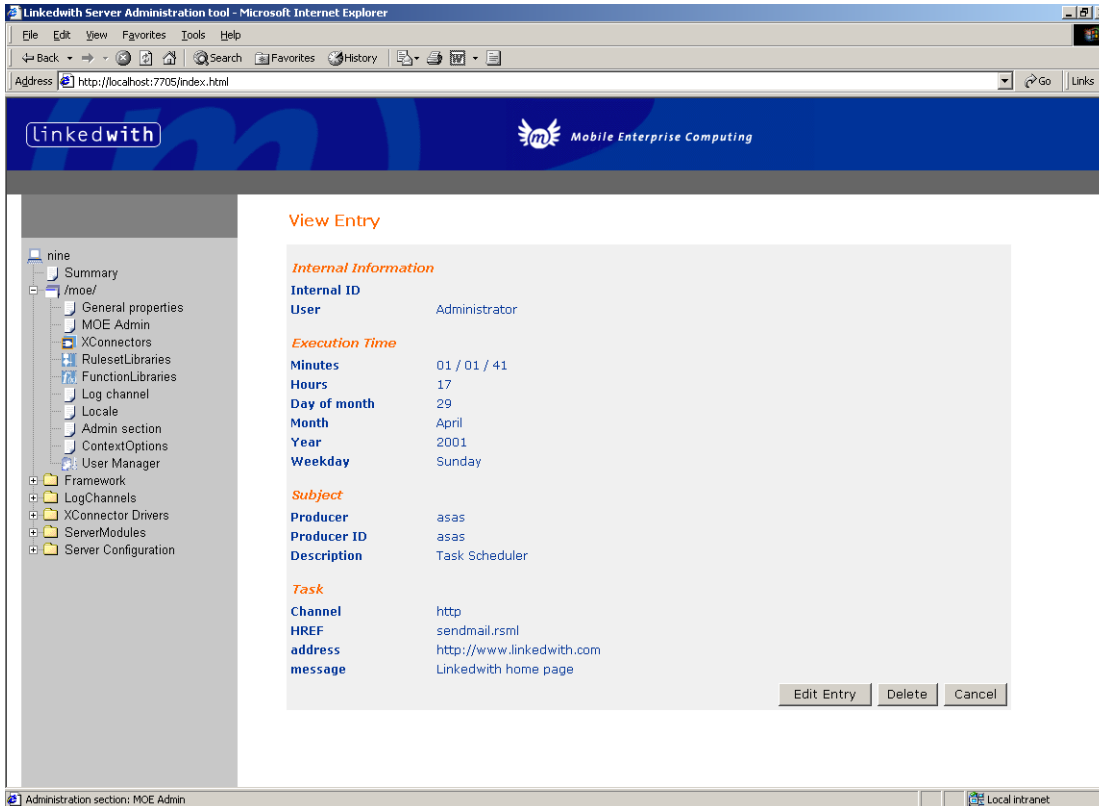 Linkedwith Server Administration tool - Microsoft Internet Explorer
File Edit View Favorites Tools Help
Back Search Favorites History
Address http://localhost:7705/index.html Go Links
linkedwith
m Mobile Enterprise Computing
View Entry
nine
Summary
/moe/
General properties
MOE Admin
XConnectors
RulesetLibraries
FunctionLibraries
Log channel
Locale
Admin section
ContextOptions
User Manager
Framework
LogChannels
XConnector Drivers
ServerModules
Server Configuration
Internal Information
Internal ID
User Administrator
Execution Time
Minutes 01 / 01 / 41
Hours 17
Day of month 29
Month April
Year 2001
Weekday Sunday
Subject
Producer asas
Producer ID asas
Description Task Scheduler
Task
Channel http
HREF sendmail.rsml
address http://www.linkedwith.com
message Linkedwith home page
Edit Entry Delete Cancel
Administration section: MOE Admin Local intranet